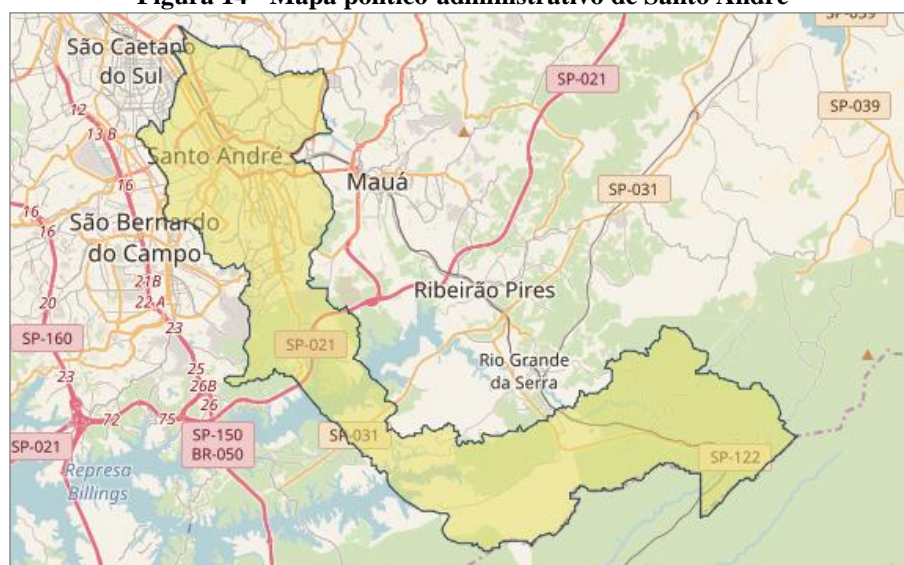 Figura 14 - Mapa político-administrativo de Santo André
São Caetano
do Sul
SP-039
SP-021
SP-039
12
13 B
Santo André
16
Mauá
SP-031
16
16
São Bernardo
do Campo
21B
22 A
Ribeirão Pires
20
23
SP-160
SP-021
Rio Grande
da Serra
23
25
26B
26
72
75
SP-021
SP-150
BR-050
SP-031
SP-122
Represa
Billings